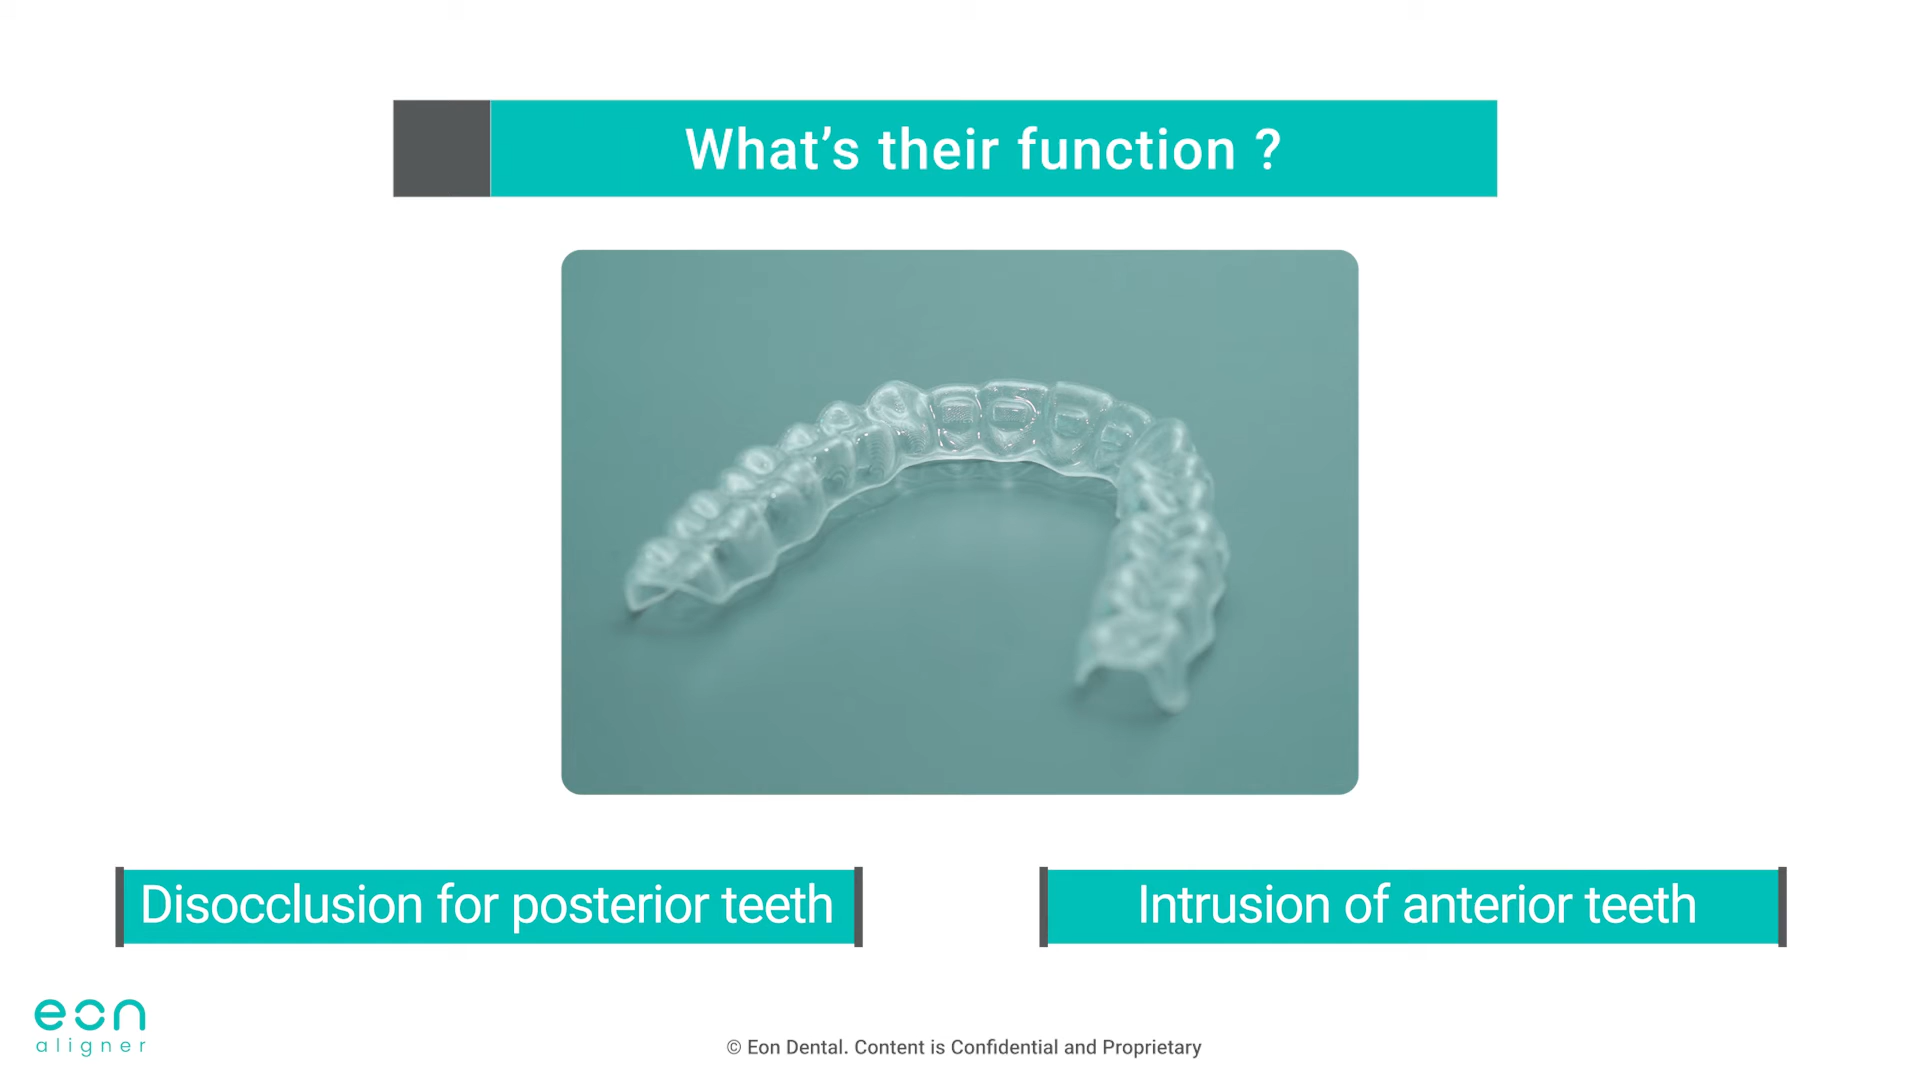 What’s their function ?
Disocclusion for posterior teeth
Intrusion of anterior teeth
eon
aligner
© Eon Dental. Content is Confidential and Proprietary